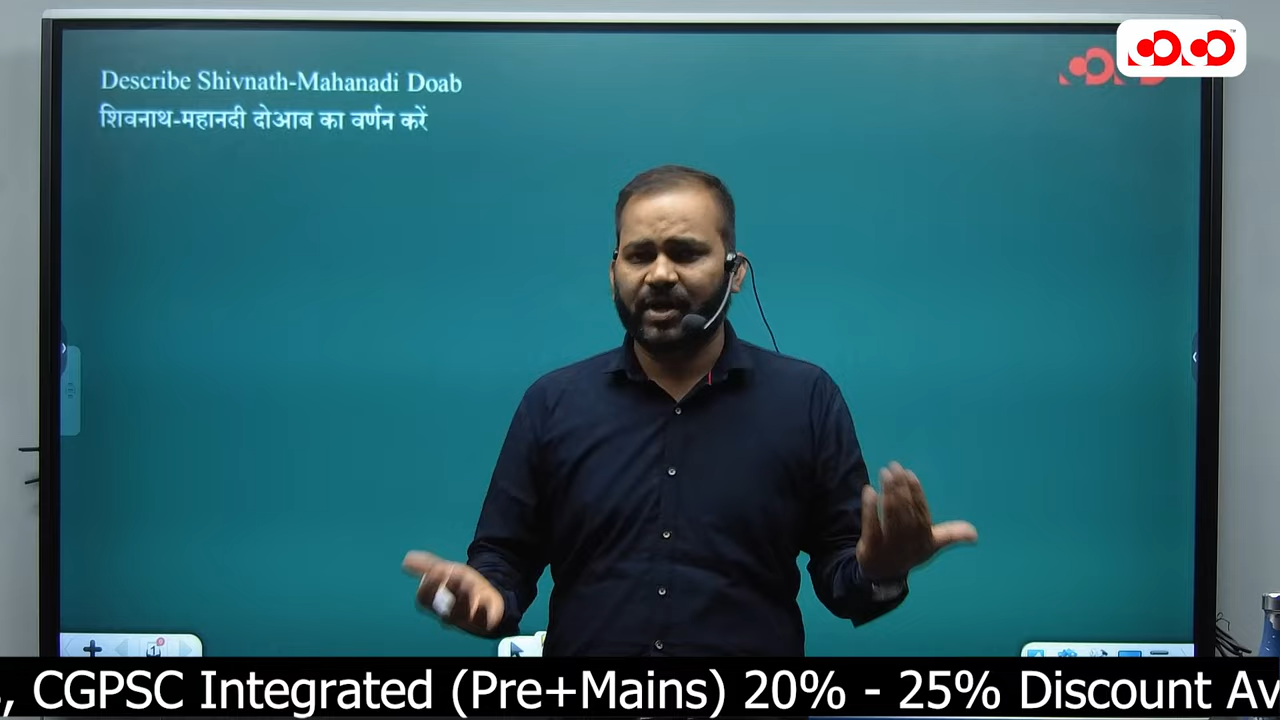 Describe Shivnath-Mahanadi Doab
शिवनाथ-महानदी दोआब का वर्णन करें
, CGPSC Integrated (Pre+Mains) 20% - 25% Discount Av